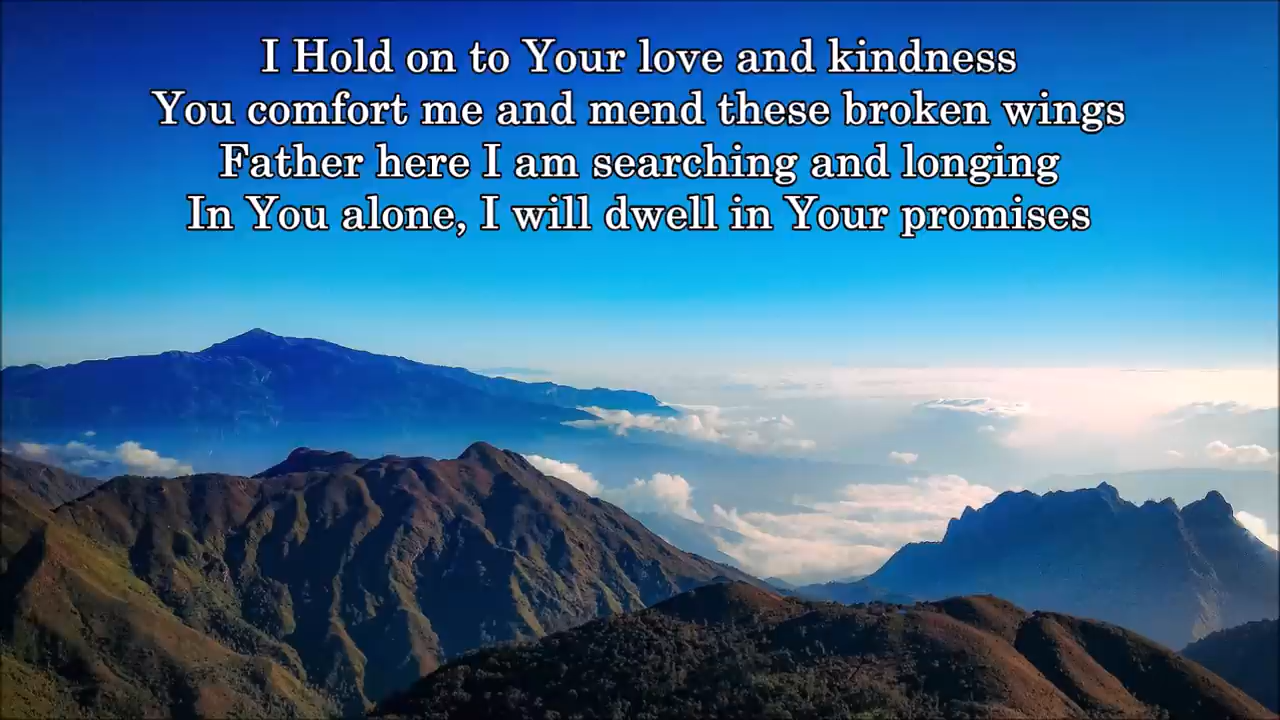 I Hold on to Your love and kindness
You comfort me and mend these broken wings
Father here I am searching and longing
In You alone, I will dwell in Your promises